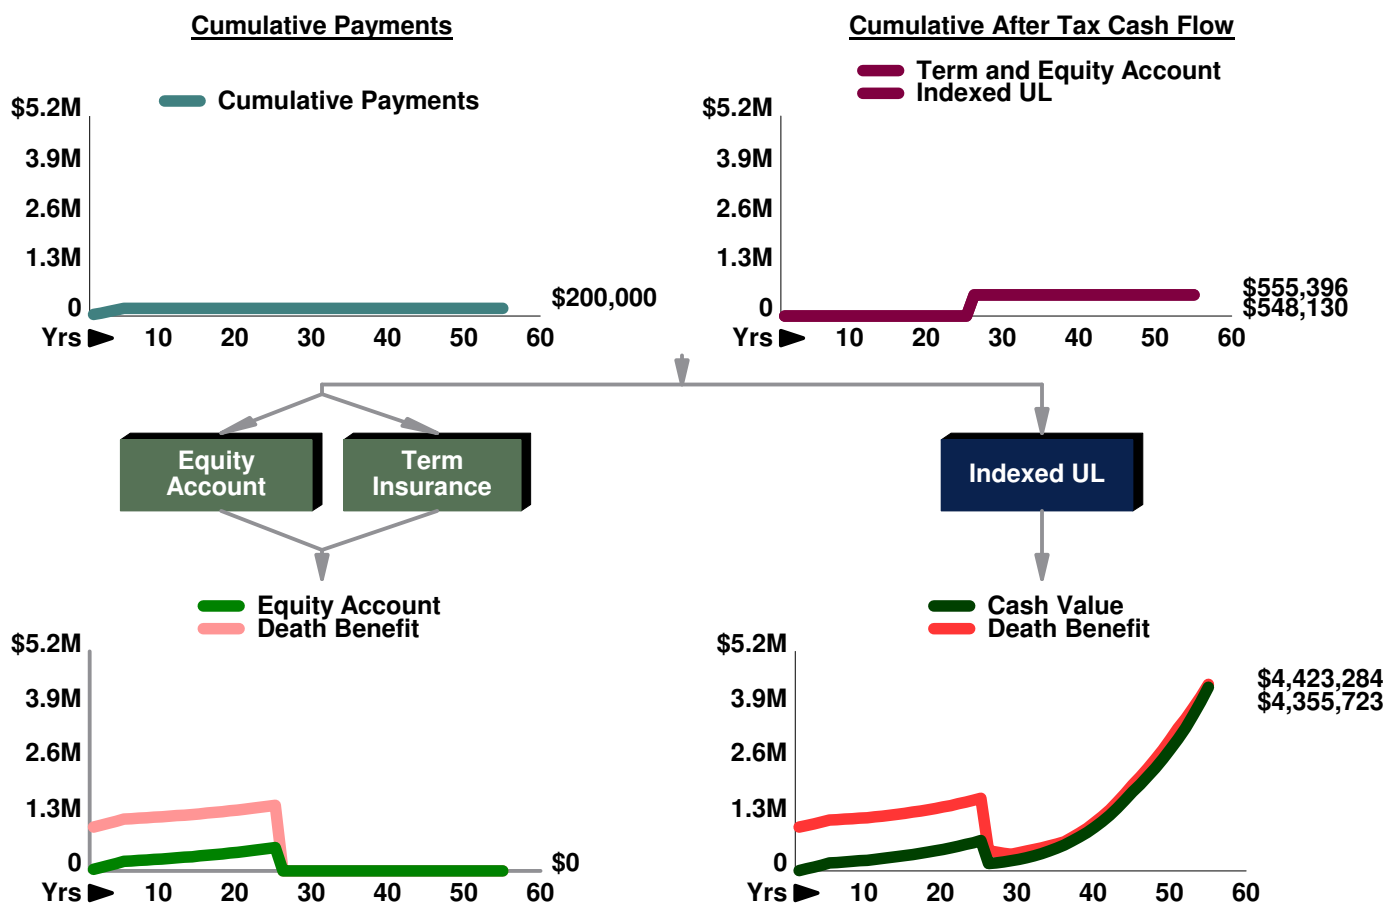 Cumulative Payments
Cumulative Payments
$5.2M
3.9M
2.6M
1.3M
0
$200,000
Yrs 10 20 30 40 50 60
Cumulative After Tax Cash Flow
Term and Equity Account
Indexed UL
$5.2M
3.9M
2.6M
1.3M
0
$555,396
$548,130
Yrs 10 20 30 40 50 60
Equity
Account
Term
Insurance
Indexed UL
Equity Account
Death Benefit
$5.2M
3.9M
2.6M
1.3M
0
$0
Yrs 10 20 30 40 50 60
Cash Value
Death Benefit
$5.2M
3.9M
2.6M
1.3M
0
$4,423,284
$4,355,723
Yrs 10 20 30 40 50 60